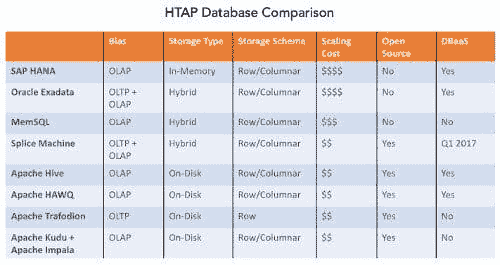 HTAP Database Comparison
Bias Storage Type Storage Scheme Scaling Cost Open Source DBaaS
SAP HANA OLAP In-Memory Row/Columnar $$$$ No Yes
Oracle Exadata OLTP + OLAP Hybrid Row/Columnar $$$$ No Yes
MemSQL OLAP Hybrid Row/Columnar $$$ No No
Splice Machine OLTP + OLAP Hybrid Row/Columnar $$ Yes Q1 2017
Apache Hive OLAP On-Disk Row/Columnar $$ Yes Yes
Apache HAWQ OLAP On-Disk Row/Columnar $$ Yes Yes
Apache Trafodion OLTP On-Disk Row $$ Yes No
Apache Kudu + Apache Impala OLAP On-Disk Row/Columnar $$ Yes No